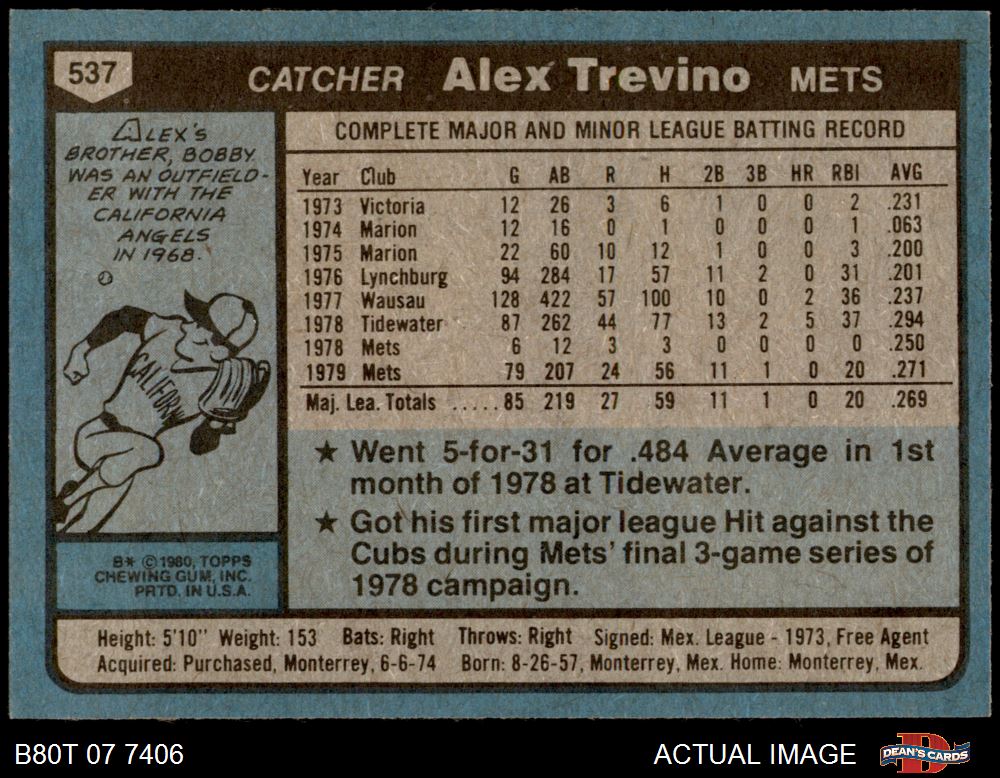 537
CATCHER Alex Trevino METS
ALEX'S
BROTHER, BOBBY
WAS AN OUTFIELD-
ER WITH THE
CALIFORNIA
ANGELS
IN 1968.
CALIFORN
B* ©1980, TOPPS
CHEWING GUM, INC.
PRTD. IN U.S.A.
COMPLETE MAJOR AND MINOR LEAGUE BATTING RECORD
Year Club G AB R H 2B 3B HR RBI AVG
1973 Victoria 12 26 3 6 1 0 0 2 .231
1974 Marion 12 16 0 1 0 0 0 1 .063
1975 Marion 22 60 10 12 1 0 0 3 .200
1976 Lynchburg 94 284 17 57 11 2 0 31 .201
1977 Wausau 128 422 57 100 10 0 2 36 .237
1978 Tidewater 87 262 44 77 13 2 5 37 .294
1978 Mets 6 12 3 3 0 0 0 0 .250
1979 Mets 79 207 24 56 11 1 0 20 .271
Maj. Lea. Totals .....85 219 27 59 11 1 0 20 .269
★ Went 5-for-31 for .484 Average in 1st
month of 1978 at Tidewater.
★ Got his first major league Hit against the
Cubs during Mets' final 3-game series of
1978 campaign.
Height: 5'10" Weight: 153 Bats: Right Throws: Right Signed: Mex. League - 1973, Free Agent
Acquired: Purchased, Monterrey, 6-6-74 Born: 8-26-57, Monterrey, Mex. Home: Monterrey, Mex.
B80T 07 7406
ACTUAL IMAGE
DEAN'S CARDS